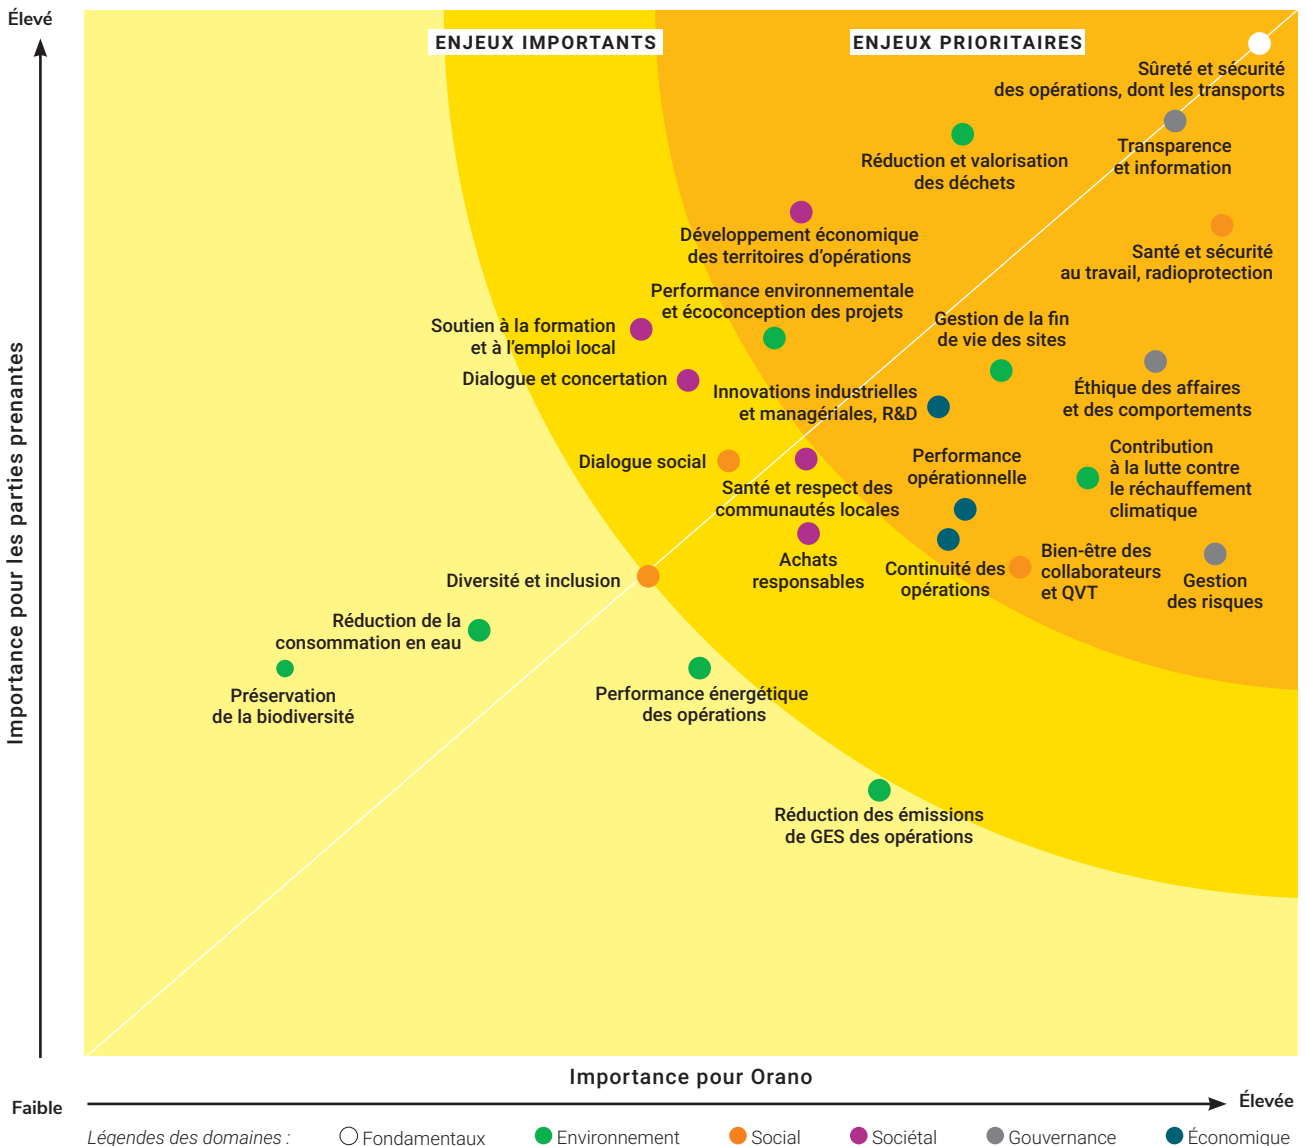 Élevé
ENJEUX IMPORTANTS
ENJEUX PRIORITAIRES
Sûreté et sécurité
des opérations, dont les transports
Transparence
et information
Réduction et valorisation
des déchets
Développement économique
des territoires d'opérations
Santé et sécurité
au travail, radioprotection
Performance environnementale
et écoconception des projets
Soutien à la formation
et à l'emploi local
Gestion de la fin
de vie des sites
Dialogue et concertation
Innovations industrielles
et managériales, R&D
Éthique des affaires
et des comportements
Dialogue social
Santé et respect des
communautés locales
Performance
opérationnelle
Contribution
à la lutte contre
le réchauffement
climatique
Achats
responsables
Continuité des
opérations
Bien-être des
collaborateurs
et QVT
Gestion
des risques
Diversité et inclusion
Réduction de la
consommation en eau
Préservation
de la biodiversité
Performance énergétique
des opérations
Réduction des émissions
de GES des opérations
Importance pour les parties prenantes
Importance pour Orano
Faible
Élevée
Légendes des domaines :
Fondamentaux
Environnement
Social
Sociétal
Gouvernance
Économique